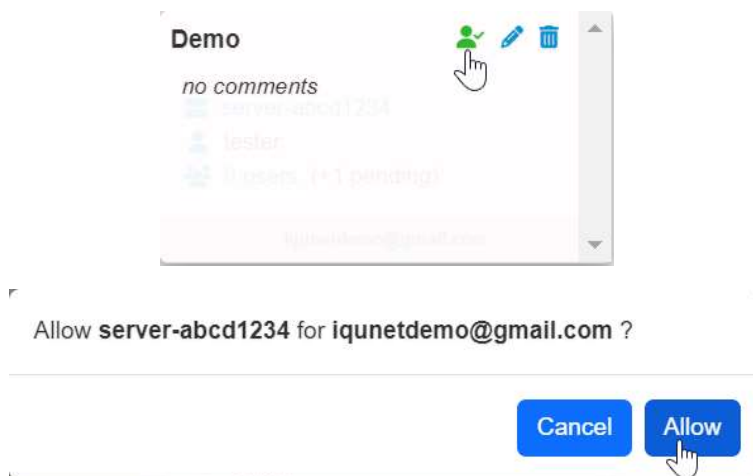 Demo
no comments
server-abcd1234
tester
0 users (+1 pending)
iqunetdemo@gmail.com
Allow server-abcd1234 for iqunetdemo@gmail.com ?
Cancel
Allow